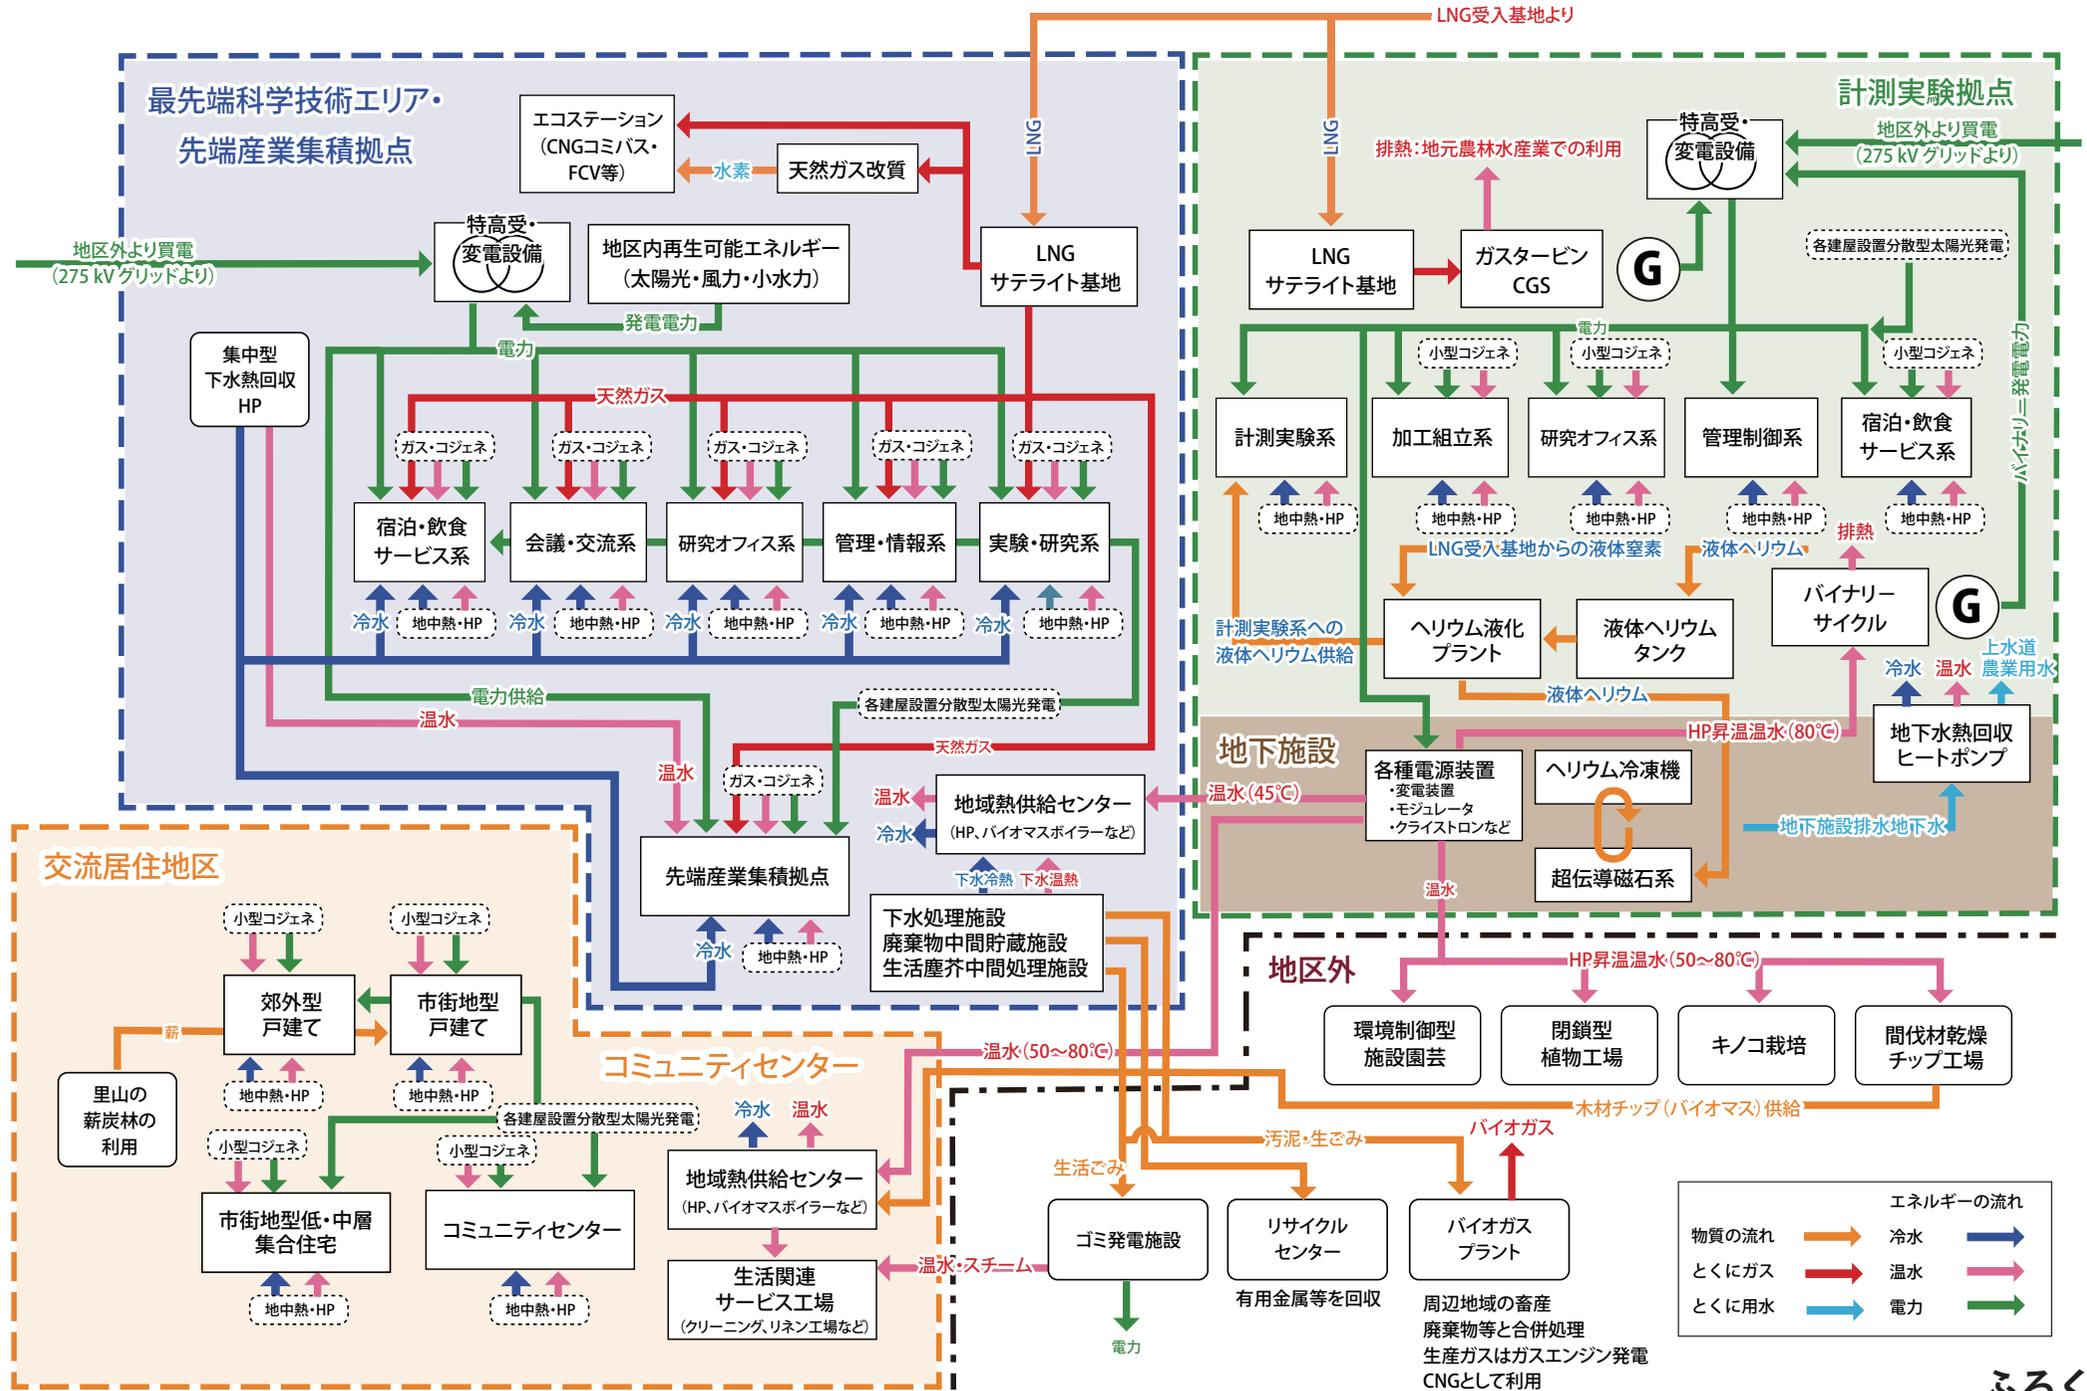 LNG受入基地より
最先端科学技術エリア・
先端産業集積拠点
エコステーション
（CNGコミバス・
FCV等）
水素
天然ガス改質
LNG
特高受・
変電設備
地区内再生可能エネルギー
（太陽光・風力・小水力）
LNG
サテライト基地
地区外より買電
（275 kV グリッドより）
発電電力
電力
集中型
下水熱回収
HP
天然ガス
ガス・コジェネ
ガス・コジェネ
ガス・コジェネ
ガス・コジェネ
ガス・コジェネ
宿泊・飲食
サービス系
会議・交流系
研究オフィス系
管理・情報系
実験・研究系
冷水
地中熱・HP
冷水
地中熱・HP
冷水
地中熱・HP
冷水
地中熱・HP
冷水
地中熱・HP
電力供給
温水
各建屋設置分散型太陽光発電
天然ガス
温水
ガス・コジェネ
先端産業集積拠点
冷水
地中熱・HP
温水
冷水
地域熱供給センター
（HP、バイオマスボイラーなど）
下水冷熱
下水温熱
下水処理施設
廃棄物中間貯蔵施設
生活塵芥中間処理施設
計測実験拠点
LNG
排熱：地元農林水産業での利用
特高受・
変電設備
地区外より買電
（275 kV グリッドより）
LNG
サテライト基地
ガスタービン
CGS
G
各建屋設置分散型太陽光発電
電力
小型コジェネ
小型コジェネ
小型コジェネ
バイナリー発電電力
計測実験系
加工組立系
研究オフィス系
管理制御系
宿泊・飲食
サービス系
地中熱・HP
地中熱・HP
地中熱・HP
地中熱・HP
地中熱・HP
LNG受入基地からの液体窒素
液体ヘリウム
排熱
計測実験系への
液体ヘリウム供給
ヘリウム液化
プラント
液体ヘリウム
タンク
バイナリー
サイクル
G
液体ヘリウム
冷水
温水
上水道
農業用水
地下施設
HP昇温温水（80℃）
地下水熱回収
ヒートポンプ
各種電源装置
・変電装置
・モジュレータ
・クライストロンなど
ヘリウム冷凍機
超伝導磁石系
地下施設排水地下水
温水（45℃）
温水
地区外
HP昇温温水（50〜80℃）
環境制御型
施設園芸
閉鎖型
植物工場
キノコ栽培
間伐材乾燥
チップ工場
木材チップ（バイオマス）供給
交流居住地区
小型コジェネ
小型コジェネ
郊外型
戸建て
市街地型
戸建て
薪
里山の
薪炭林の
利用
地中熱・HP
地中熱・HP
各建屋設置分散型太陽光発電
小型コジェネ
小型コジェネ
市街地型低・中層
集合住宅
コミュニティセンター
地中熱・HP
地中熱・HP
コミュニティセンター
温水（50〜80℃）
冷水
温水
地域熱供給センター
（HP、バイオマスボイラーなど）
生活関連
サービス工場
（クリーニング、リネン工場など）
温水・スチーム
生活ごみ
汚泥・生ごみ
バイオガス
ゴミ発電施設
リサイクル
センター
バイオガス
プラント
電力
有用金属等を回収
周辺地域の畜産
廃棄物等と合併処理
生産ガスはガスエンジン発電
CNGとして利用
エネルギーの流れ
物質の流れ
冷水
とくにガス
温水
とくに用水
電力
ふろく